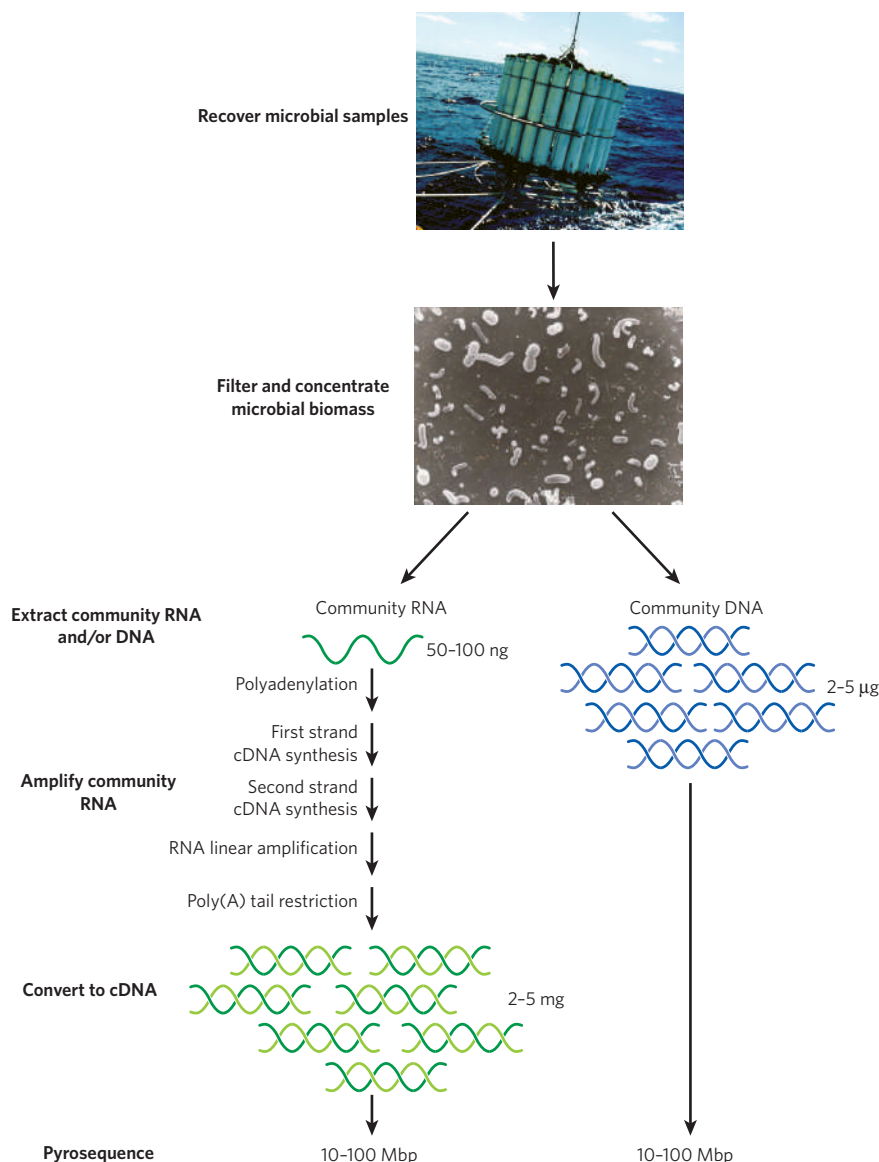 Recover microbial samples
Filter and concentrate
microbial biomass
Extract community RNA
and/or DNA
Community RNA
50–100 ng
Community DNA
2–5 μg
Polyadenylation
First strand
cDNA synthesis
Amplify community
RNA
Second strand
cDNA synthesis
RNA linear amplification
Poly(A) tail restriction
Convert to cDNA
2–5 mg
Pyrosequence
10–100 Mbp
10–100 Mbp